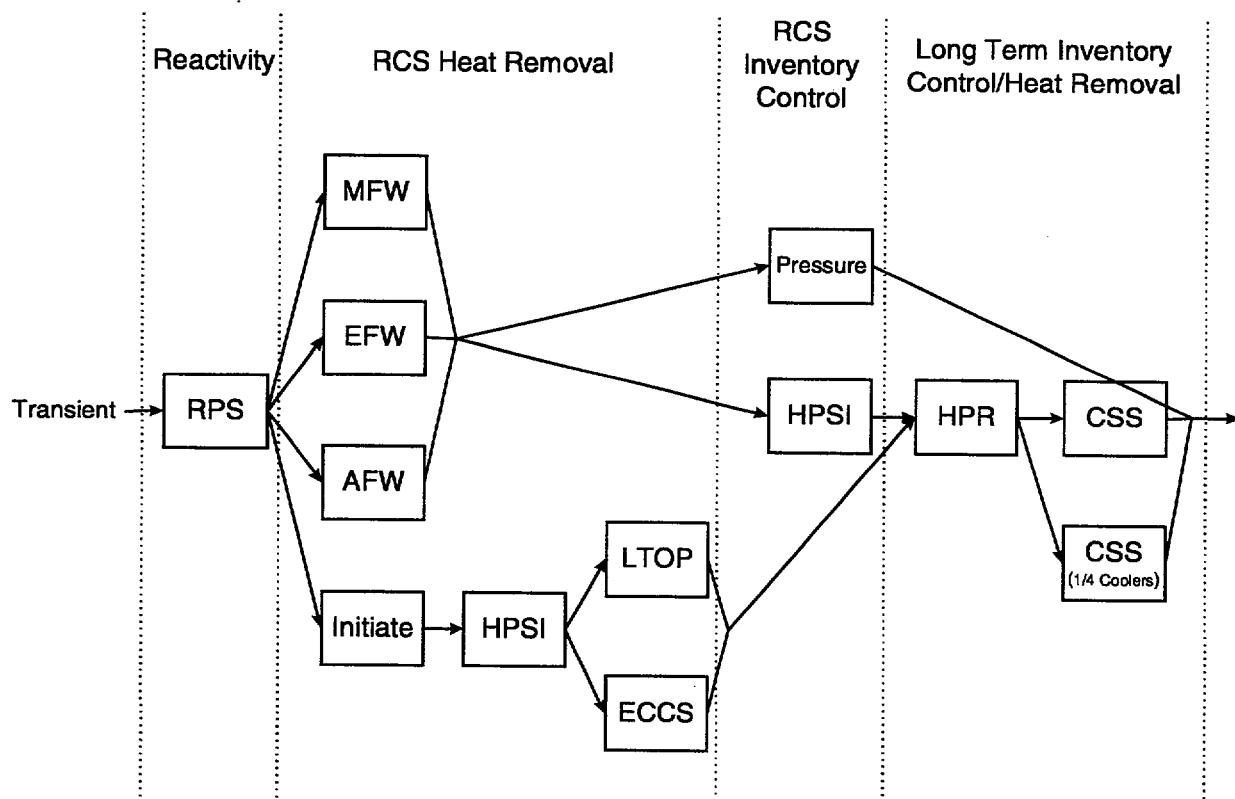 Reactivity
RCS Heat Removal
RCS
Inventory
Control
Long Term Inventory
Control/Heat Removal
MFW
Pressure
EFW
Transient
RPS
HPSI
HPR
CSS
AFW
LTOP
CSS
(1/4 Coolers)
Initiate
HPSI
ECCS